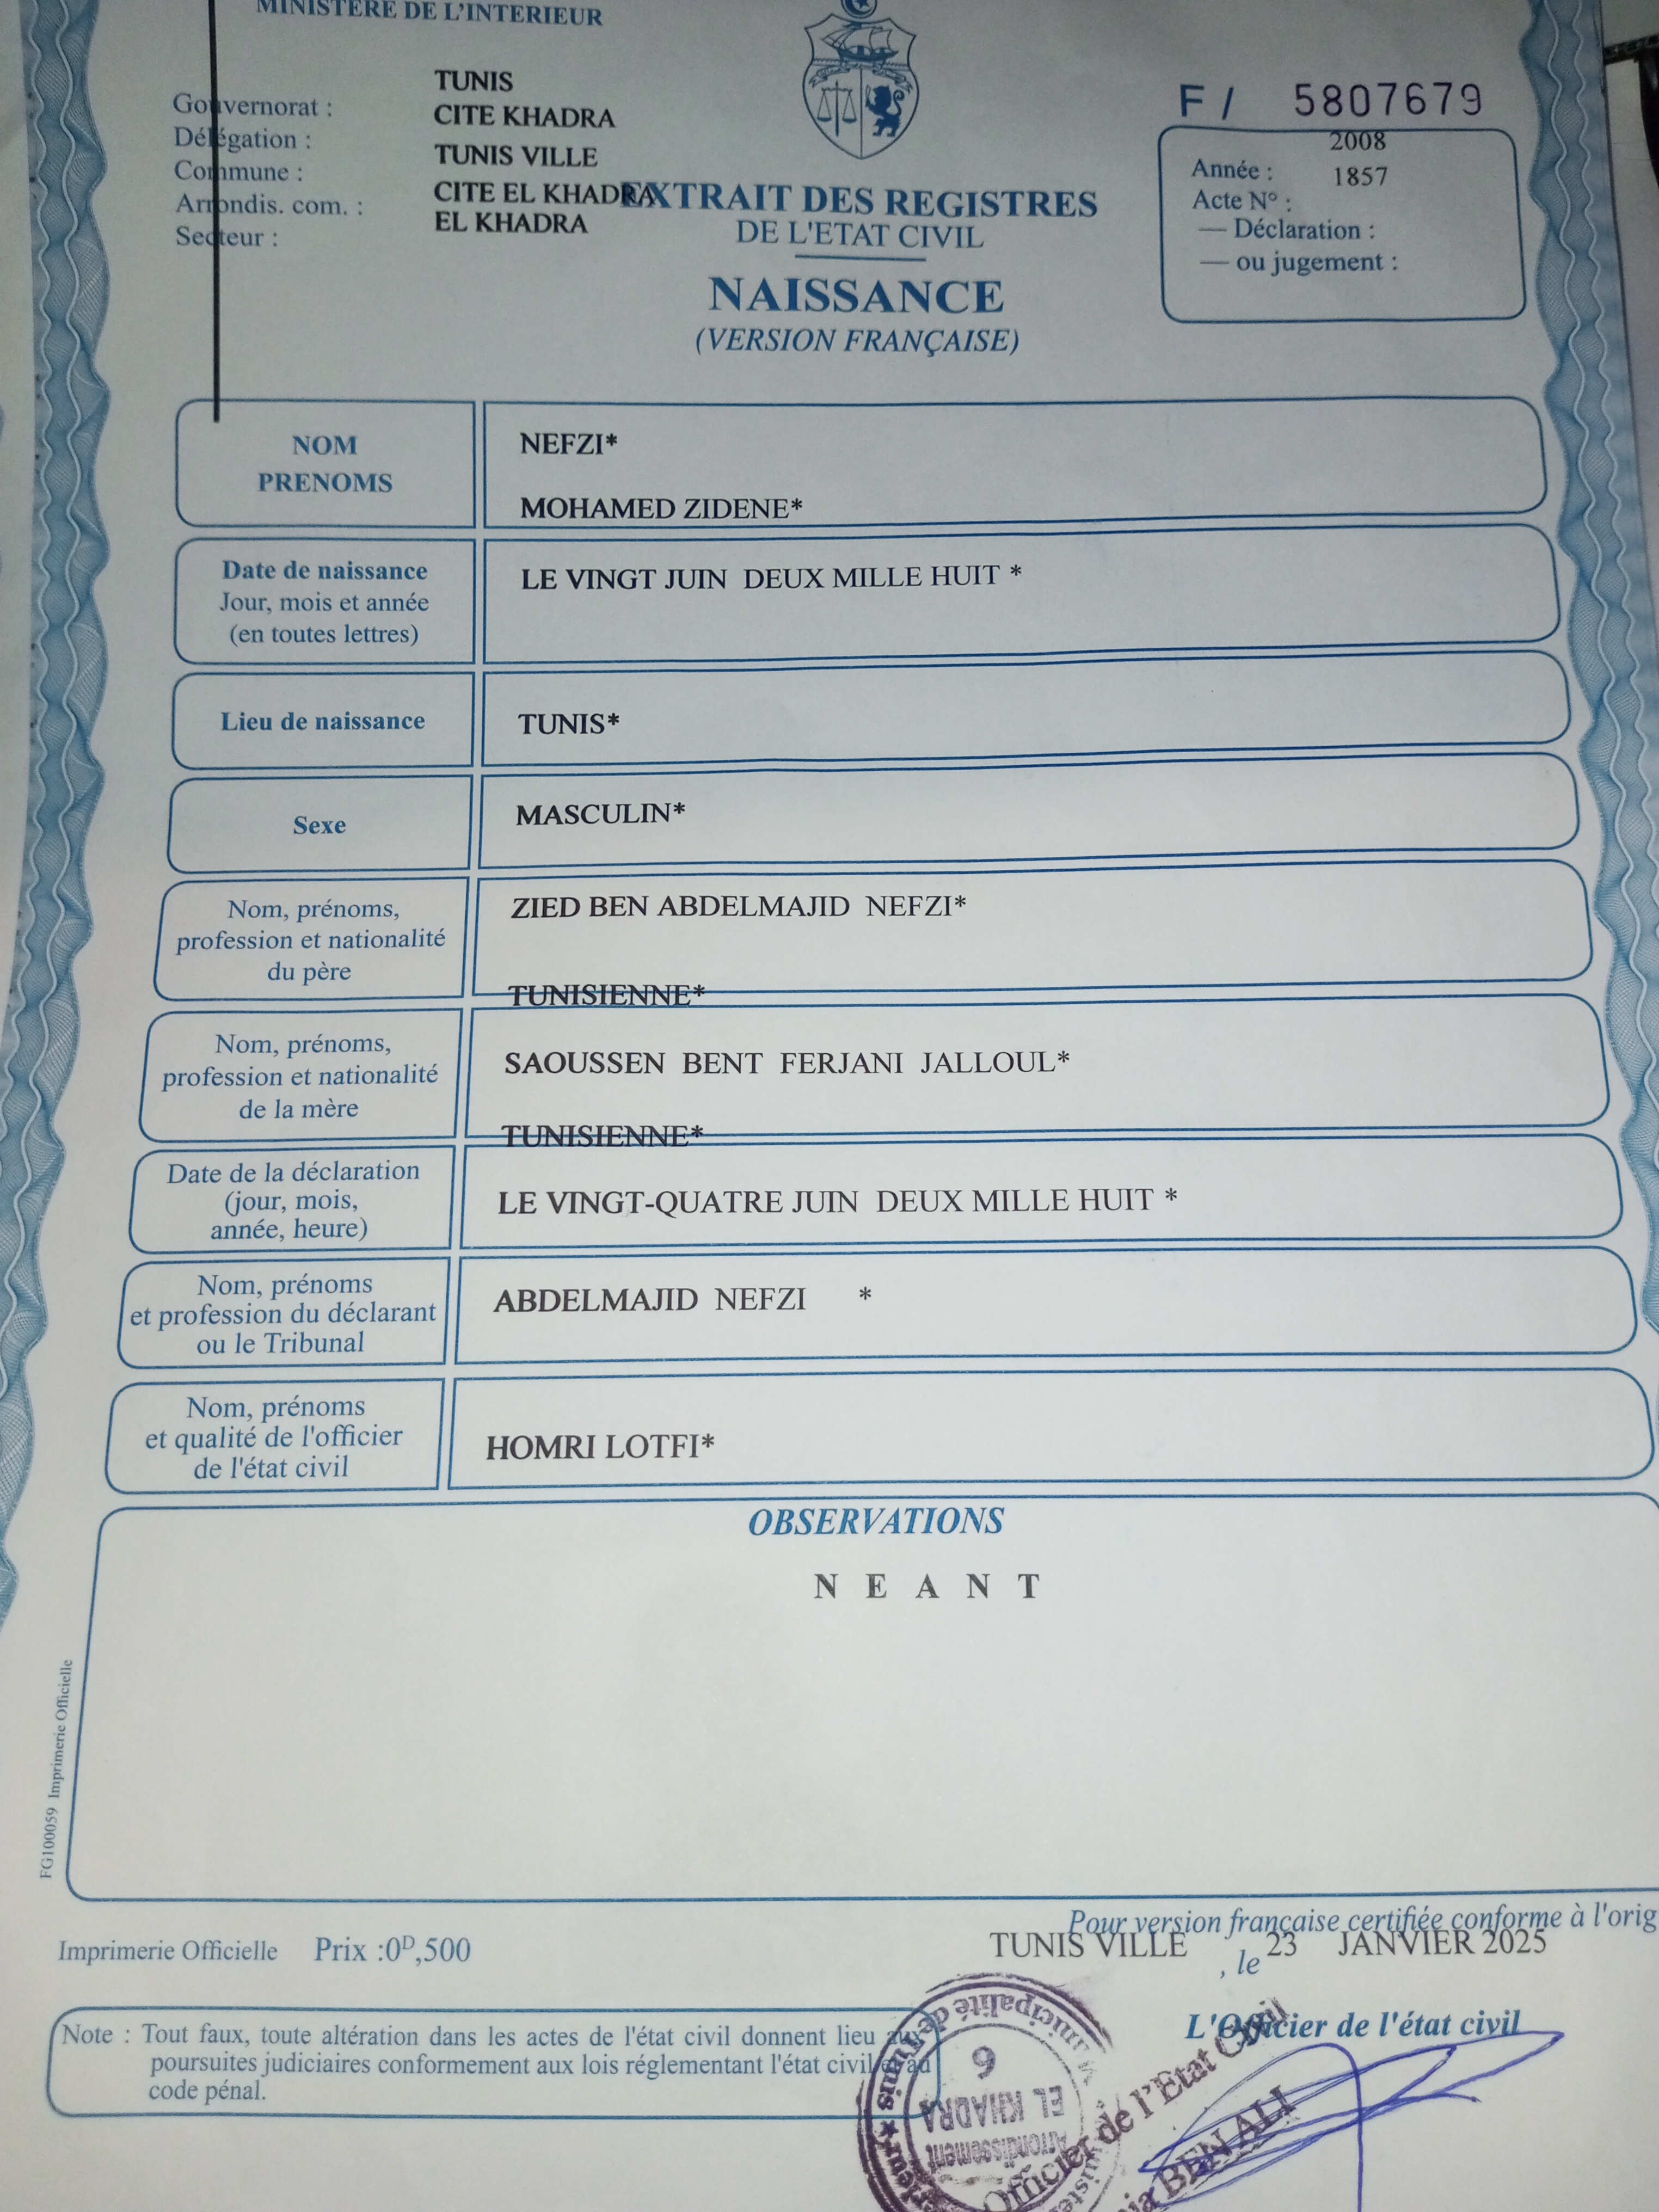 MINISTERE DE L'INTERIEUR
Gouvernorat : TUNIS
Délégation : CITE KHADRA
Commune : TUNIS VILLE
Arrondis. com. : CITE EL KHADRA
Secteur : EL KHADRA
EXTRAIT DES REGISTRES
DE L'ETAT CIVIL
NAISSANCE
(VERSION FRANÇAISE)
F / 5807679
2008
Année :
1857
Acte N° :
— Déclaration :
— ou jugement :
NOM
PRENOMS
NEFZI*
MOHAMED ZIDENE*
Date de naissance
Jour, mois et année
(en toutes lettres)
LE VINGT JUIN DEUX MILLE HUIT *
Lieu de naissance
TUNIS*
Sexe
MASCULIN*
Nom, prénoms,
profession et nationalité
du père
ZIED BEN ABDELMAJID NEFZI*
TUNISIENNE*
Nom, prénoms,
profession et nationalité
de la mère
SAOUSSEN BENT FERJANI JALLOUL*
TUNISIENNE*
Date de la déclaration
(jour, mois,
année, heure)
LE VINGT-QUATRE JUIN DEUX MILLE HUIT *
Nom, prénoms
et profession du déclarant
ou le Tribunal
ABDELMAJID NEFZI *
Nom, prénoms
et qualité de l'officier
de l'état civil
HOMRI LOTFI*
OBSERVATIONS
N E A N T
FG100059 Imprimerie Officielle
Pour version française certifiée conforme à l'orig
TUNIS VILLE , le 23 JANVIER 2025
Imprimerie Officielle Prix :0D,500
L'Officier de l'état civil
Note : Tout faux, toute altération dans les actes de l'état civil donnent lieu aux
poursuites judiciaires conformement aux lois réglementant l'état civil et au
code pénal.
Municipalité de Tunis
6
EL KHADRA
Arrondissement
Officier de l'Etat Civil
BEN ALI